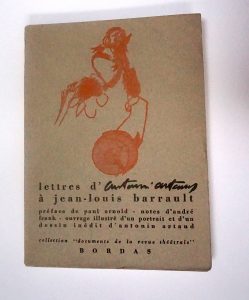 lettres d'antonin artaud
à jean-louis barrault
préface de paul arnold - notes d'andré
frank - ouvrage illustré d'un portrait et d'un
dessin inédit d'antonin artaud
collection "documents de la revue théâtrale"
BORDAS